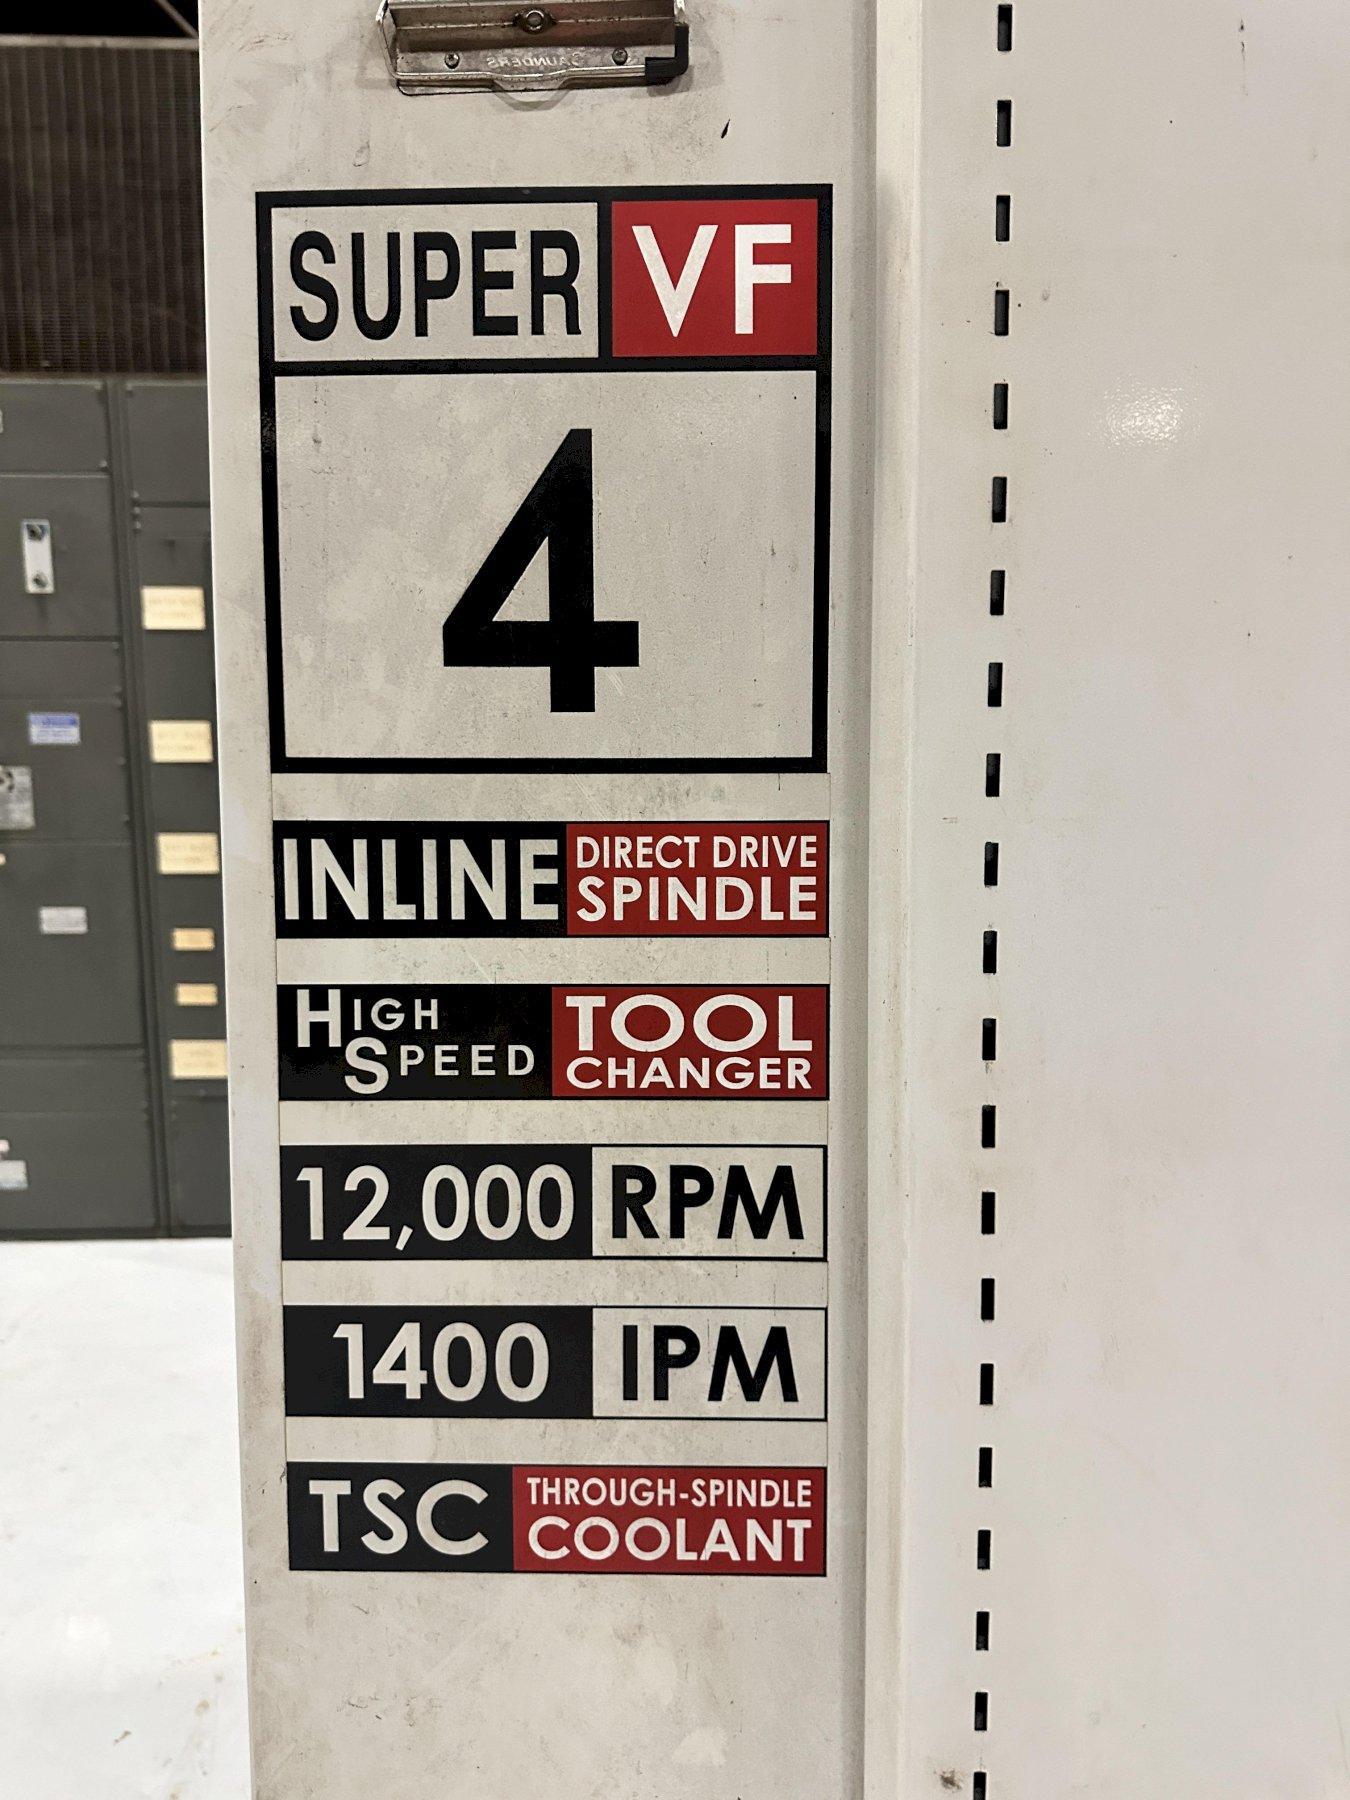 SAUNDERS
SUPER VF
4
INLINE DIRECT DRIVE
SPINDLE
HIGH
SPEED
TOOL
CHANGER
12,000 RPM
1400 IPM
TSC THROUGH-SPINDLE
COOLANT